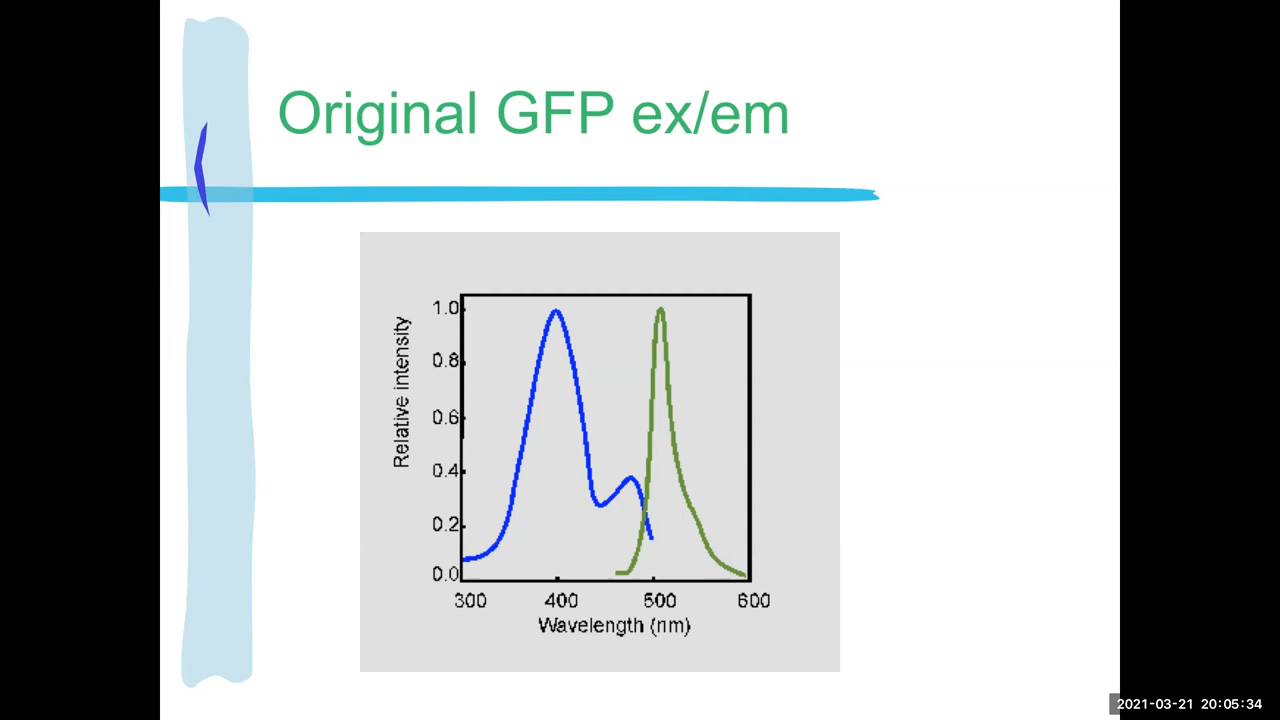 Original GFP ex/em
Relative intensity
1.0
0.8
0.6
0.4
0.2
0.0
300 400 500 600
Wavelength (nm)
2021-03-21 20:05:34